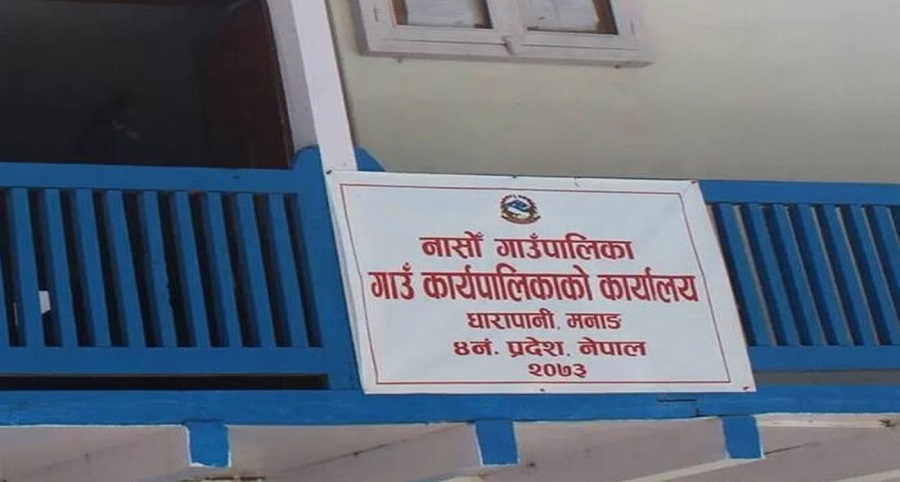 नासोँ गाउँपालिका
गाउँ कार्यपालिकाको कार्यालय
धारापानी, मनाङ
४नं. प्रदेश, नेपाल
२०७३